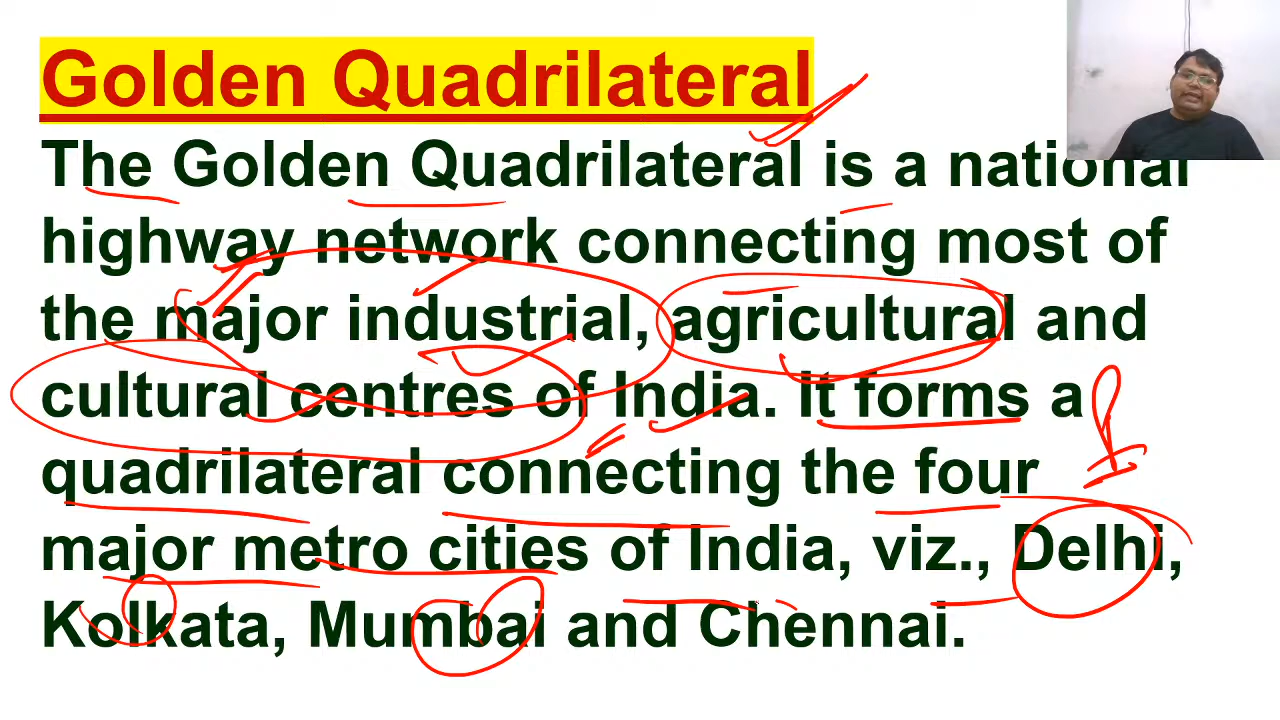 Golden Quadrilateral
The Golden Quadrilateral is a national
highway network connecting most of
the major industrial, agricultural and
cultural centres of India. It forms a
quadrilateral connecting the four
major metro cities of India, viz., Delhi,
Kolkata, Mumbai and Chennai.